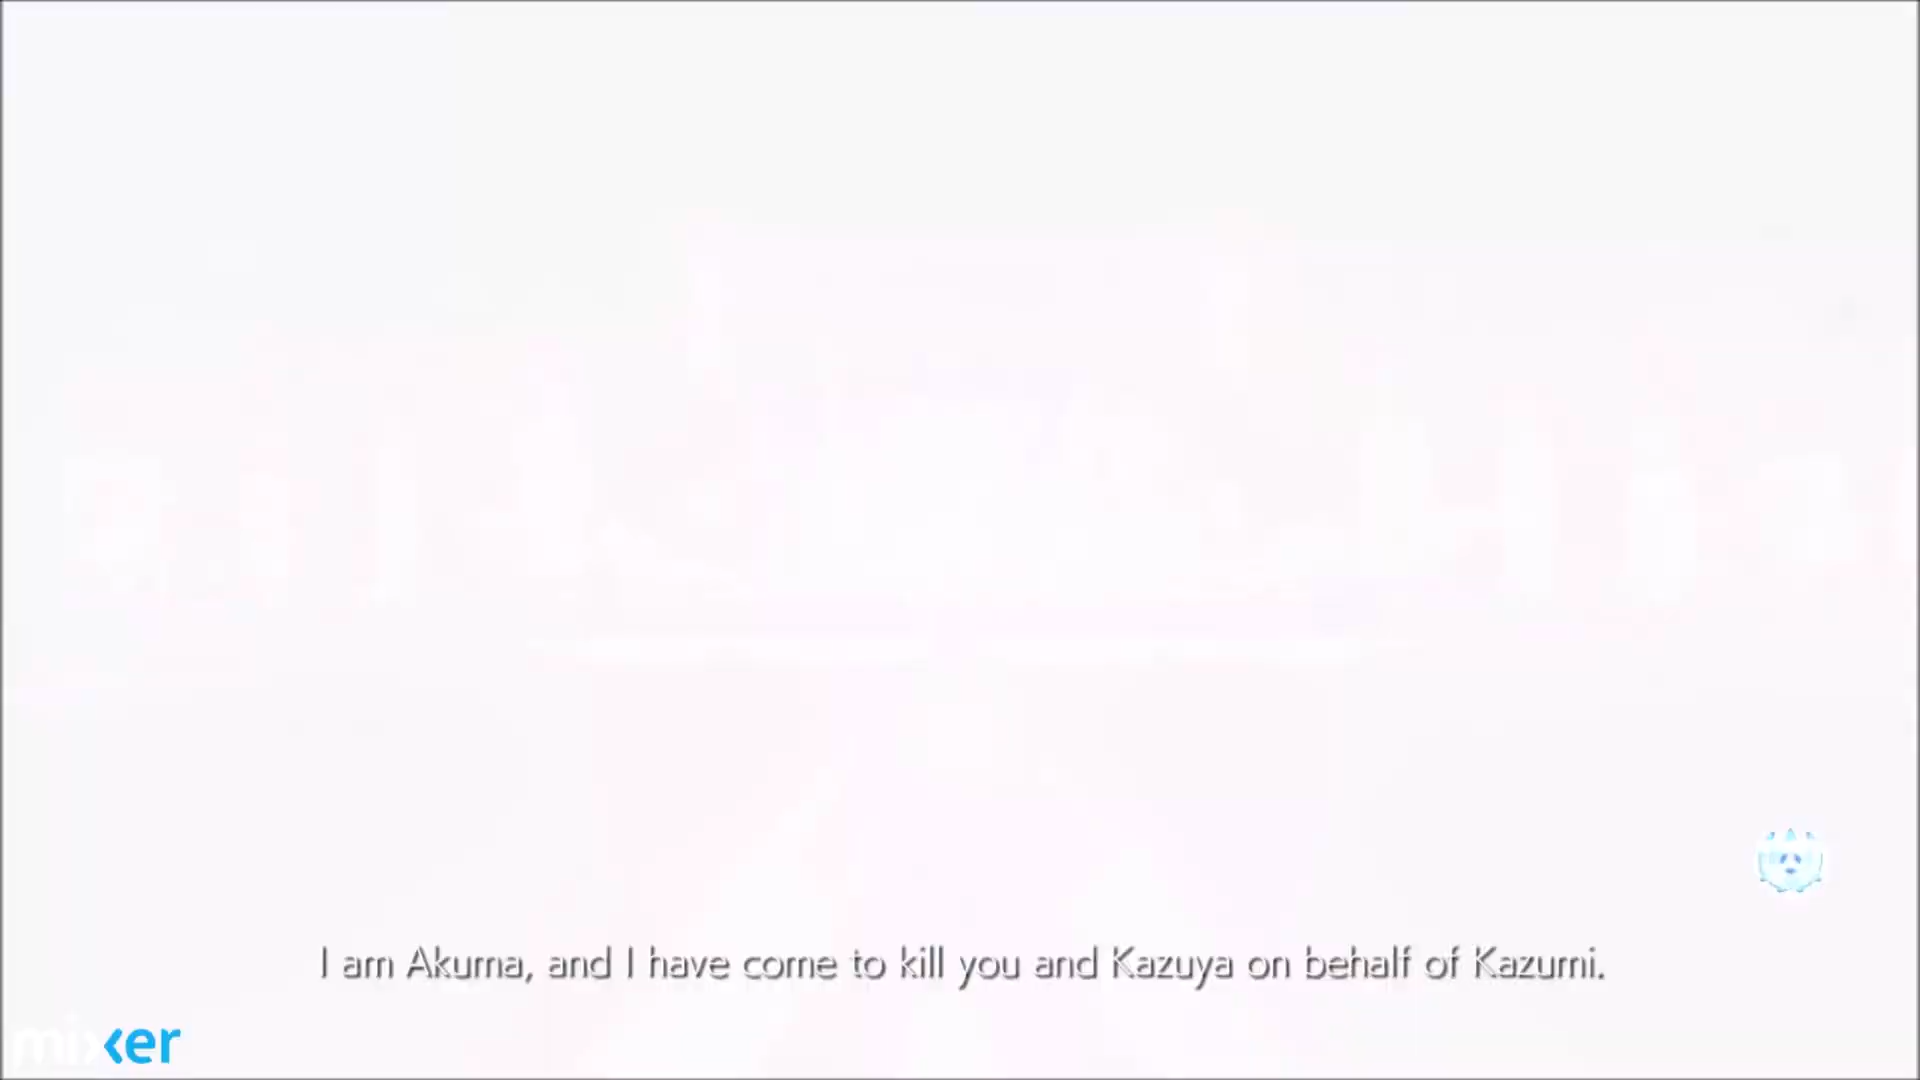 I am Akuma, and I have come to kill you and Kazuya on behalf of Kazumi.
mixer